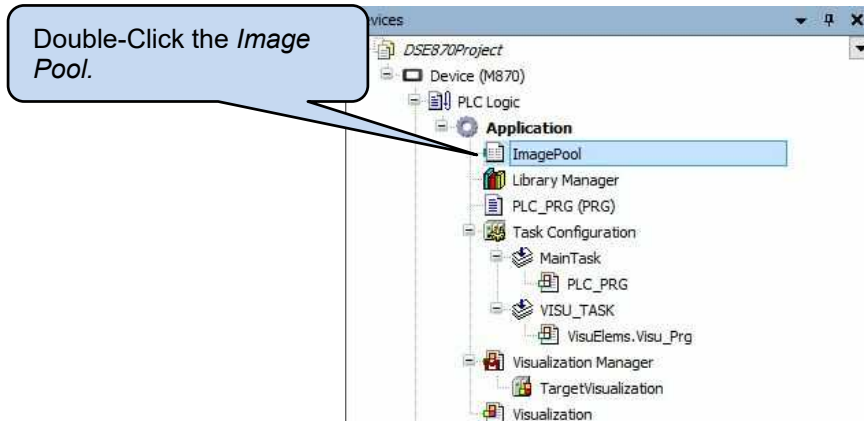 Double-Click the Image
Pool.
vices
DSE870Project
Device (M870)
PLC Logic
Application
ImagePool
Library Manager
PLC_PRG (PRG)
Task Configuration
MainTask
PLC_PRG
VISU_TASK
VisuElems.Visu_Prg
Visualization Manager
TargetVisualization
Visualization